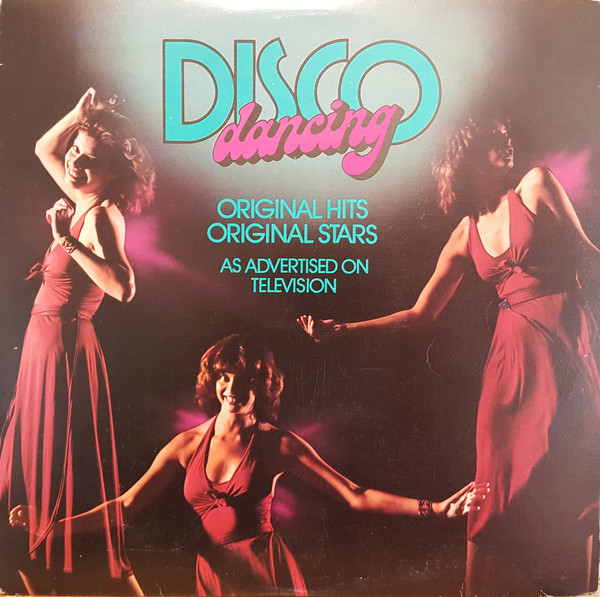 DISCO
dancing
ORIGINAL HITS
ORIGINAL STARS
AS ADVERTISED ON
TELEVISION